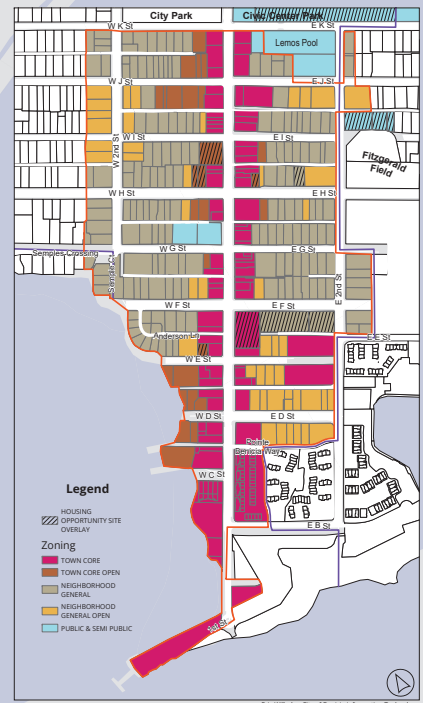 City Park
Civic Center Park
W K St
E K St
Lemos Pool
W J St
E J St
W 2nd St
W I St
E I St
Fitzgerald
Field
W H St
E H St
W G St
E G St
Semples Crossing
E 2nd St
W F St
E F St
Anderson Ln
E E St
W E St
W D St
E D St
Pointe
Benicia Way
W C St
E B St
1st St
Legend
HOUSING
OPPORTUNITY SITE
OVERLAY
Zoning
TOWN CORE
TOWN CORE OPEN
NEIGHBORHOOD
GENERAL
NEIGHBORHOOD
GENERAL OPEN
PUBLIC & SEMI PUBLIC